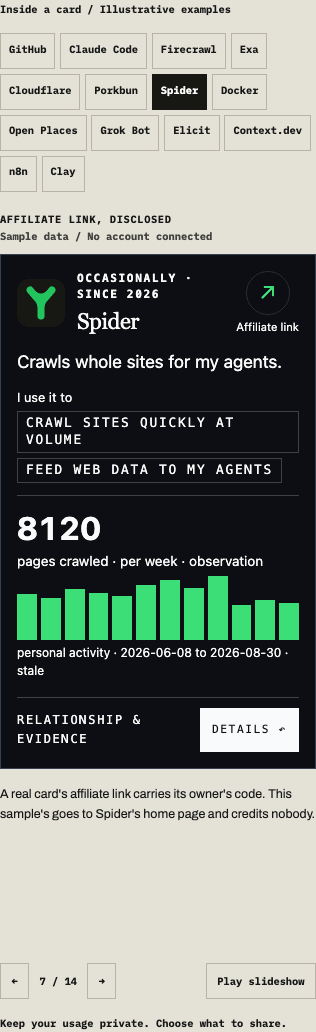 Inside a card / Illustrative examples
GitHub
Claude Code
Firecrawl
Exa
Cloudflare
Porkbun
Spider
Docker
Open Places
Grok Bot
Elicit
Context.dev
n8n
Clay
AFFILIATE LINK, DISCLOSED
Sample data / No account connected
OCCASIONALLY ·
SINCE 2026
Spider
Affiliate link
Crawls whole sites for my agents.
I use it to
CRAWL SITES QUICKLY AT
VOLUME
FEED WEB DATA TO MY AGENTS
8120
pages crawled · per week · observation
personal activity · 2026-06-08 to 2026-08-30 ·
stale
RELATIONSHIP &
EVIDENCE
DETAILS ↶
A real card's affiliate link carries its owner's code. This
sample's goes to Spider's home page and credits nobody.
← 7 / 14 →
Play slideshow
Keep your usage private. Choose what to share.